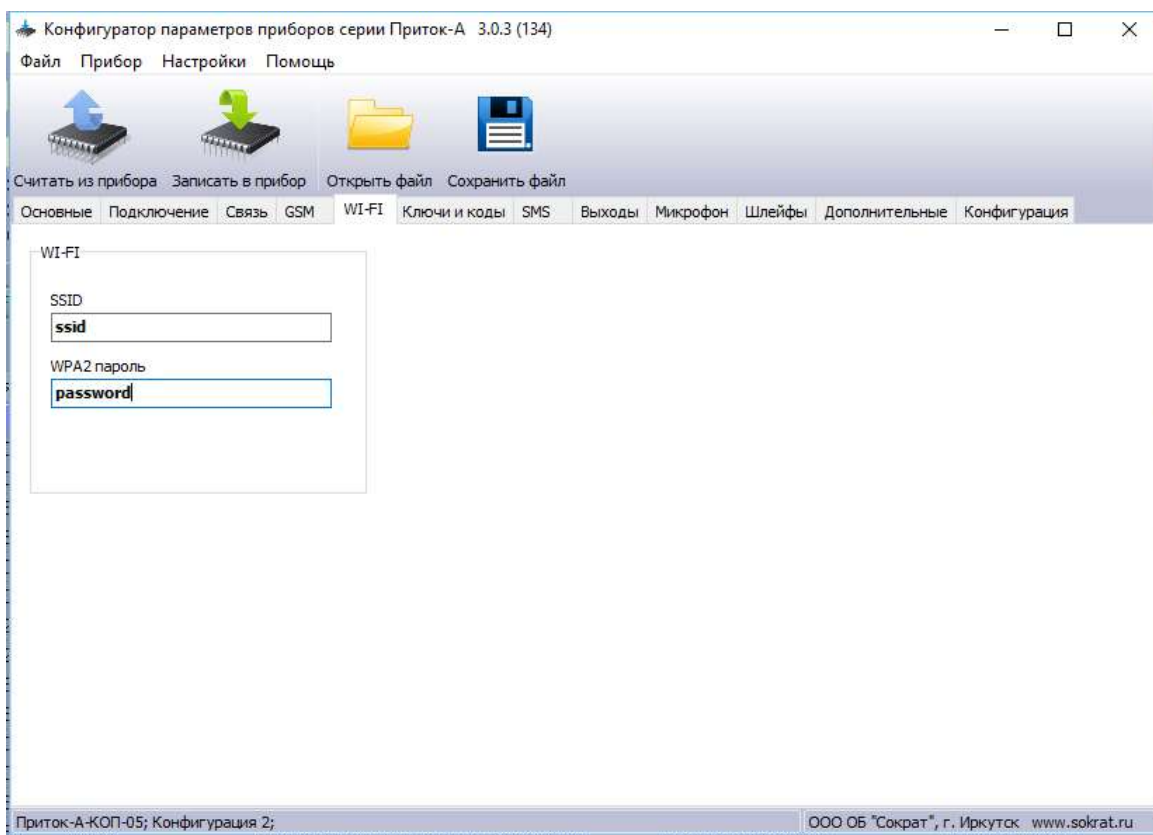 Конфигуратор параметров приборов серии Приток-А 3.0.3 (134)
Файл Прибор Настройки Помощь
Считать из прибора Записать в прибор Открыть файл Сохранить файл
Основные Подключение Связь GSM WI-FI Ключи и коды SMS Выходы Микрофон Шлейфы Дополнительные Конфигурация
WI-FI
SSID
ssid
WPA2 пароль
password
Приток-А-КОП-05; Конфигурация 2; ООО ОБ "Сократ", г. Иркутск www.sokrat.ru